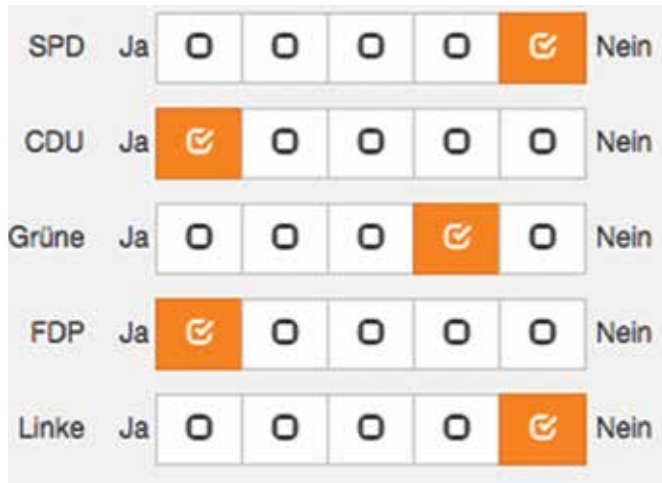 SPD Ja Nein
CDU Ja Nein
Grüne Ja Nein
FDP Ja Nein
Linke Ja Nein